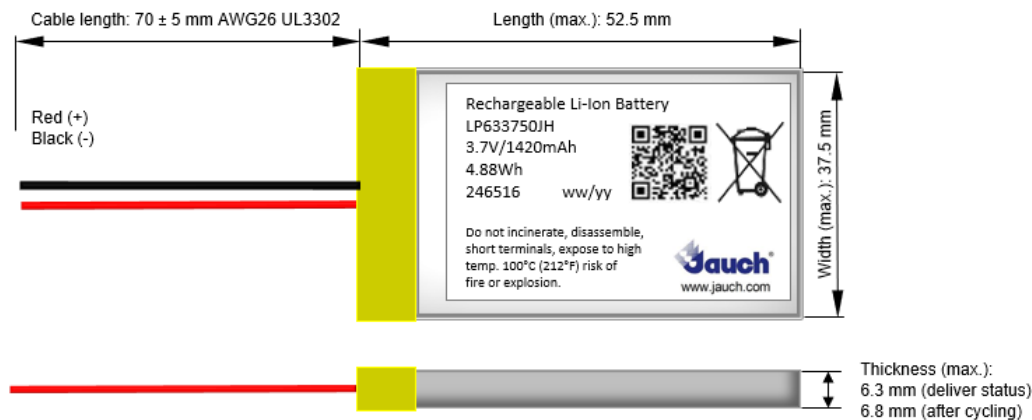 Cable length: 70 ± 5 mm AWG26 UL3302
Length (max.): 52.5 mm
Red (+)
Black (-)
Rechargeable Li-Ion Battery
LP633750JH
3.7V/1420mAh
4.88Wh
246516 ww/yy
Do not incinerate, disassemble,
short terminals, expose to high
temp. 100°C (212°F) risk of
fire or explosion.
Jauch®
www.jauch.com
Width (max.): 37.5 mm
Thickness (max.):
6.3 mm (deliver status)
6.8 mm (after cycling)